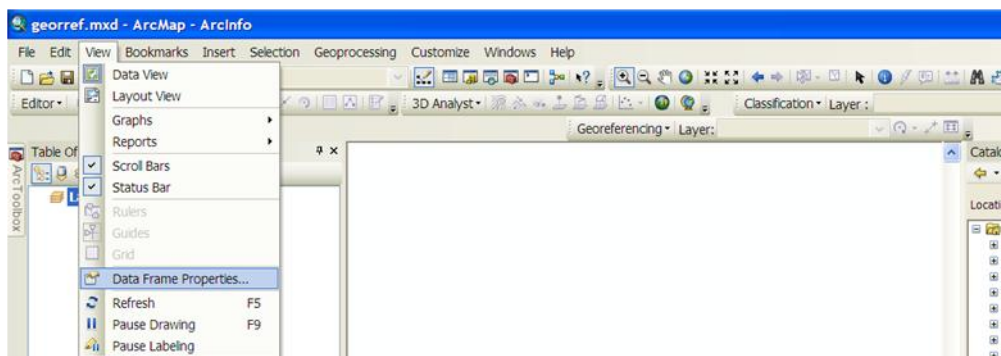 georref.mxd - ArcMap - ArcInfo
File Edit View Bookmarks Insert Selection Geoprocessing Customize Windows Help
Editor 3D Analyst Classification Layer :
Georeferencing Layer:
Data View
Layout View
Graphs
Reports
Scroll Bars
Status Bar
Rulers
Guides
Grid
Data Frame Properties...
Refresh F5
Pause Drawing F9
Pause Labeling
Table Of
ArcToolbox